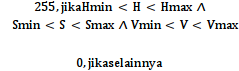 255,jikaHmin < H < Hmax ∧
Smin < S < Smax ∧ Vmin < V < Vmax
0,jikaselainnya